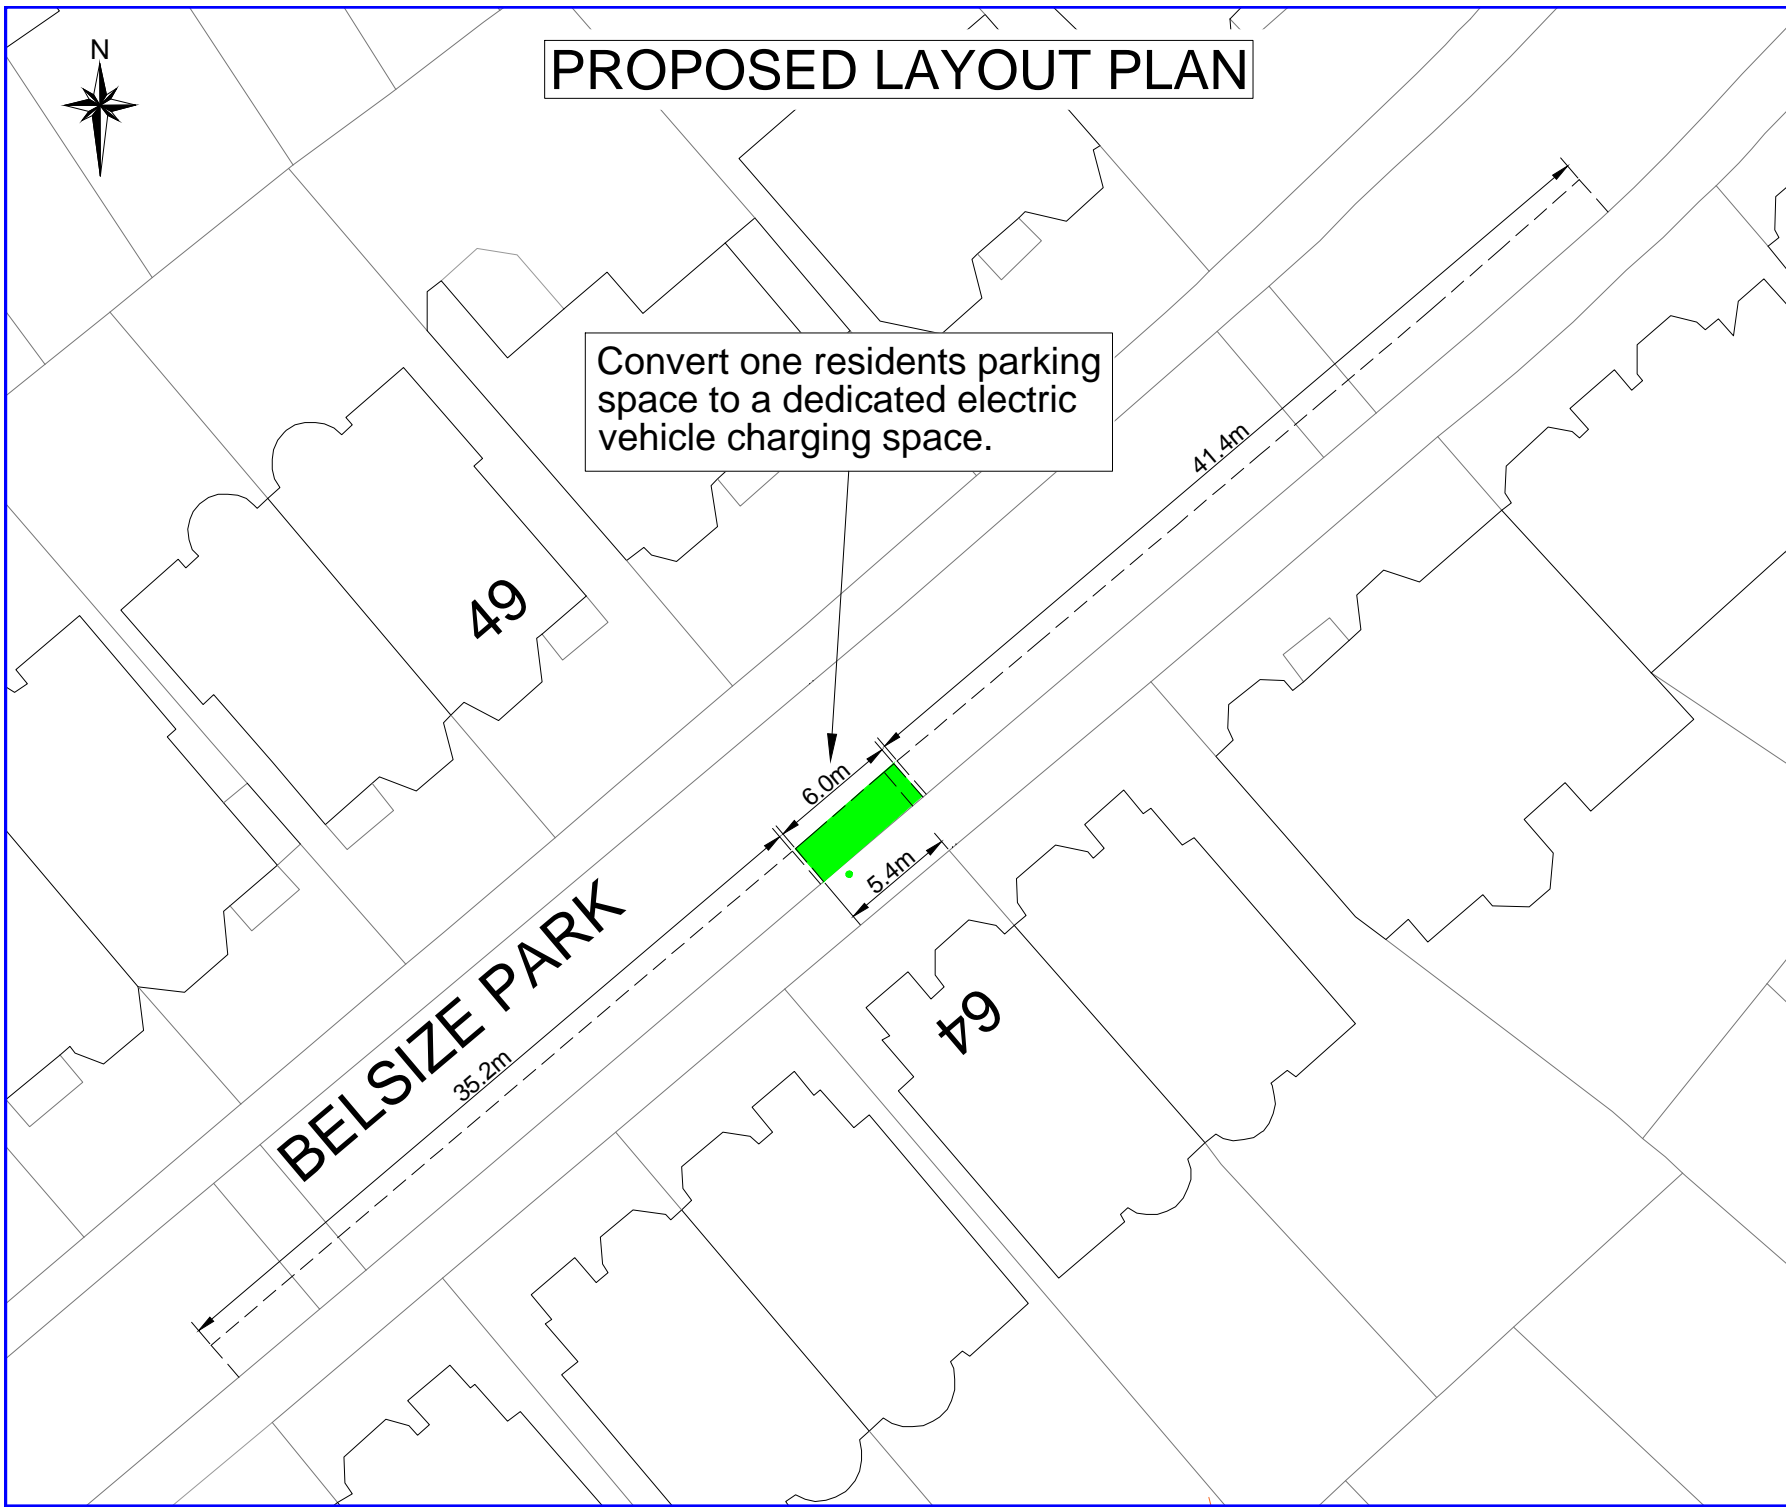 N
PROPOSED LAYOUT PLAN
Convert one residents parking
space to a dedicated electric
vehicle charging space.
41.4m
49
6.0m
5.4m
BELSIZE PARK
35.2m
64